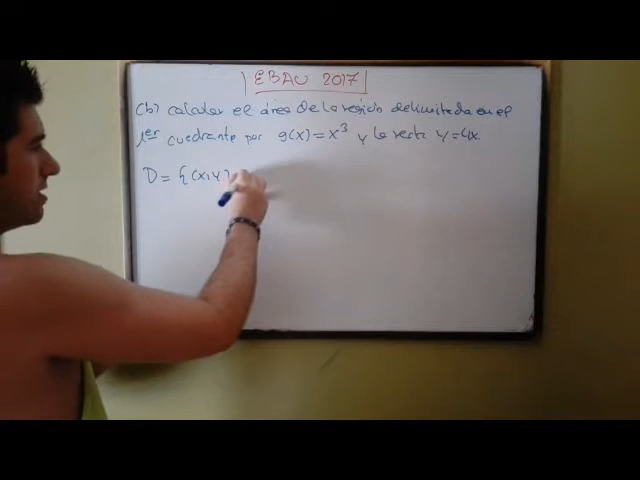 EBAU 2017
(b) calcular el área de la región delimitada en el
1er cuadrante por g(x) = x³ y la recta y=4x.
D = {(x,y)